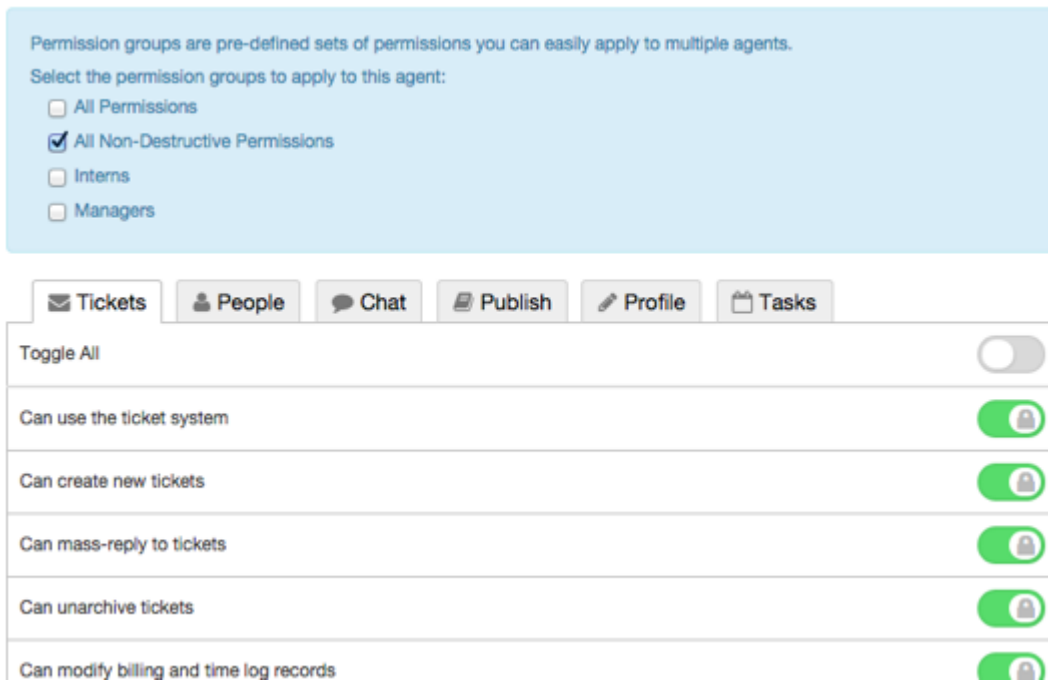 Permission groups are pre-defined sets of permissions you can easily apply to multiple agents.
Select the permission groups to apply to this agent:
All Permissions
All Non-Destructive Permissions
Interns
Managers
Tickets People Chat Publish Profile Tasks
Toggle All
Can use the ticket system
Can create new tickets
Can mass-reply to tickets
Can unarchive tickets
Can modify billing and time log records